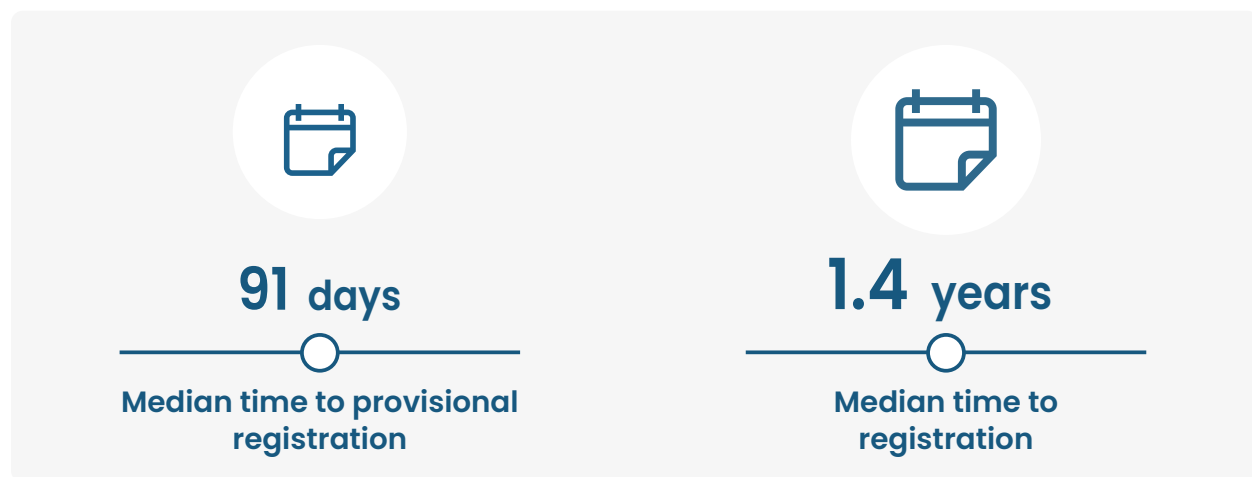 91 days
Median time to provisional
registration
1.4 years
Median time to
registration